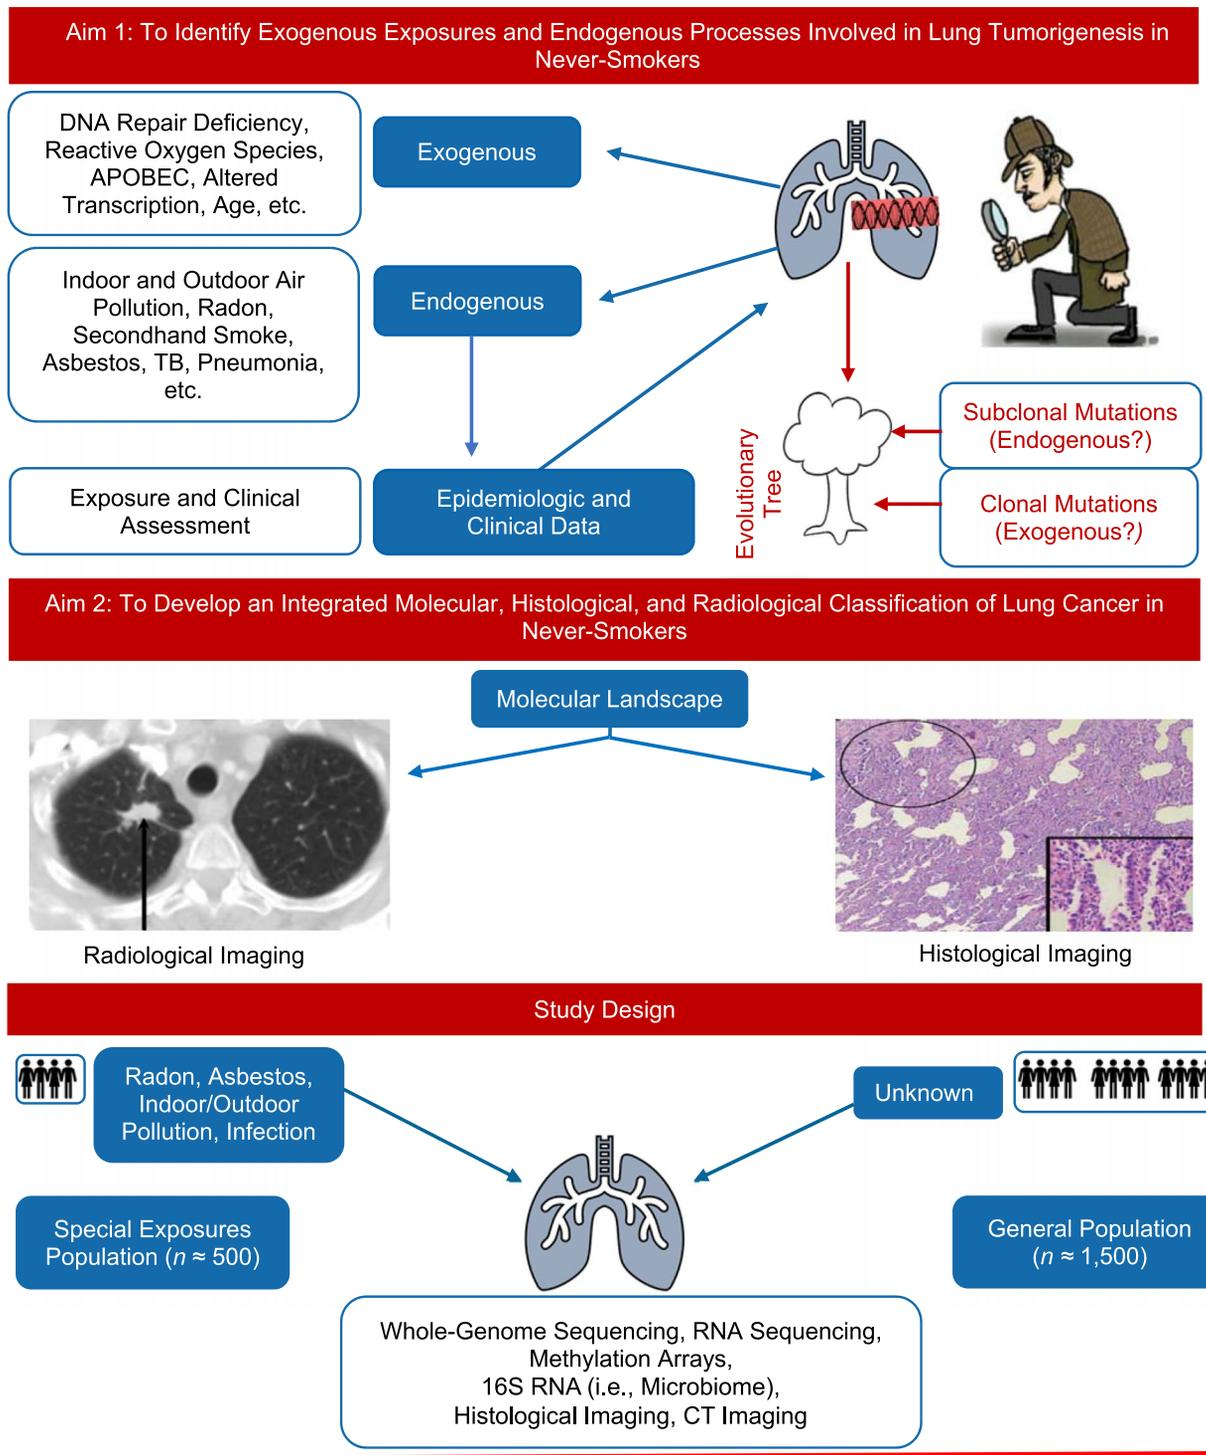 Aim 1: To Identify Exogenous Exposures and Endogenous Processes Involved in Lung Tumorigenesis in
Never-Smokers
DNA Repair Deficiency,
Reactive Oxygen Species,
APOBEC, Altered
Transcription, Age, etc.
Exogenous
Indoor and Outdoor Air
Pollution, Radon,
Secondhand Smoke,
Asbestos, TB, Pneumonia,
etc.
Endogenous
Exposure and Clinical
Assessment
Epidemiologic and
Clinical Data
Evolutionary
Tree
Subclonal Mutations
(Endogenous?)
Clonal Mutations
(Exogenous?)
Aim 2: To Develop an Integrated Molecular, Histological, and Radiological Classification of Lung Cancer in
Never-Smokers
Molecular Landscape
Radiological Imaging
Histological Imaging
Study Design
Radon, Asbestos,
Indoor/Outdoor
Pollution, Infection
Unknown
Special Exposures
Population (n ≈ 500)
General Population
(n ≈ 1,500)
Whole-Genome Sequencing, RNA Sequencing,
Methylation Arrays,
16S RNA (i.e., Microbiome),
Histological Imaging, CT Imaging